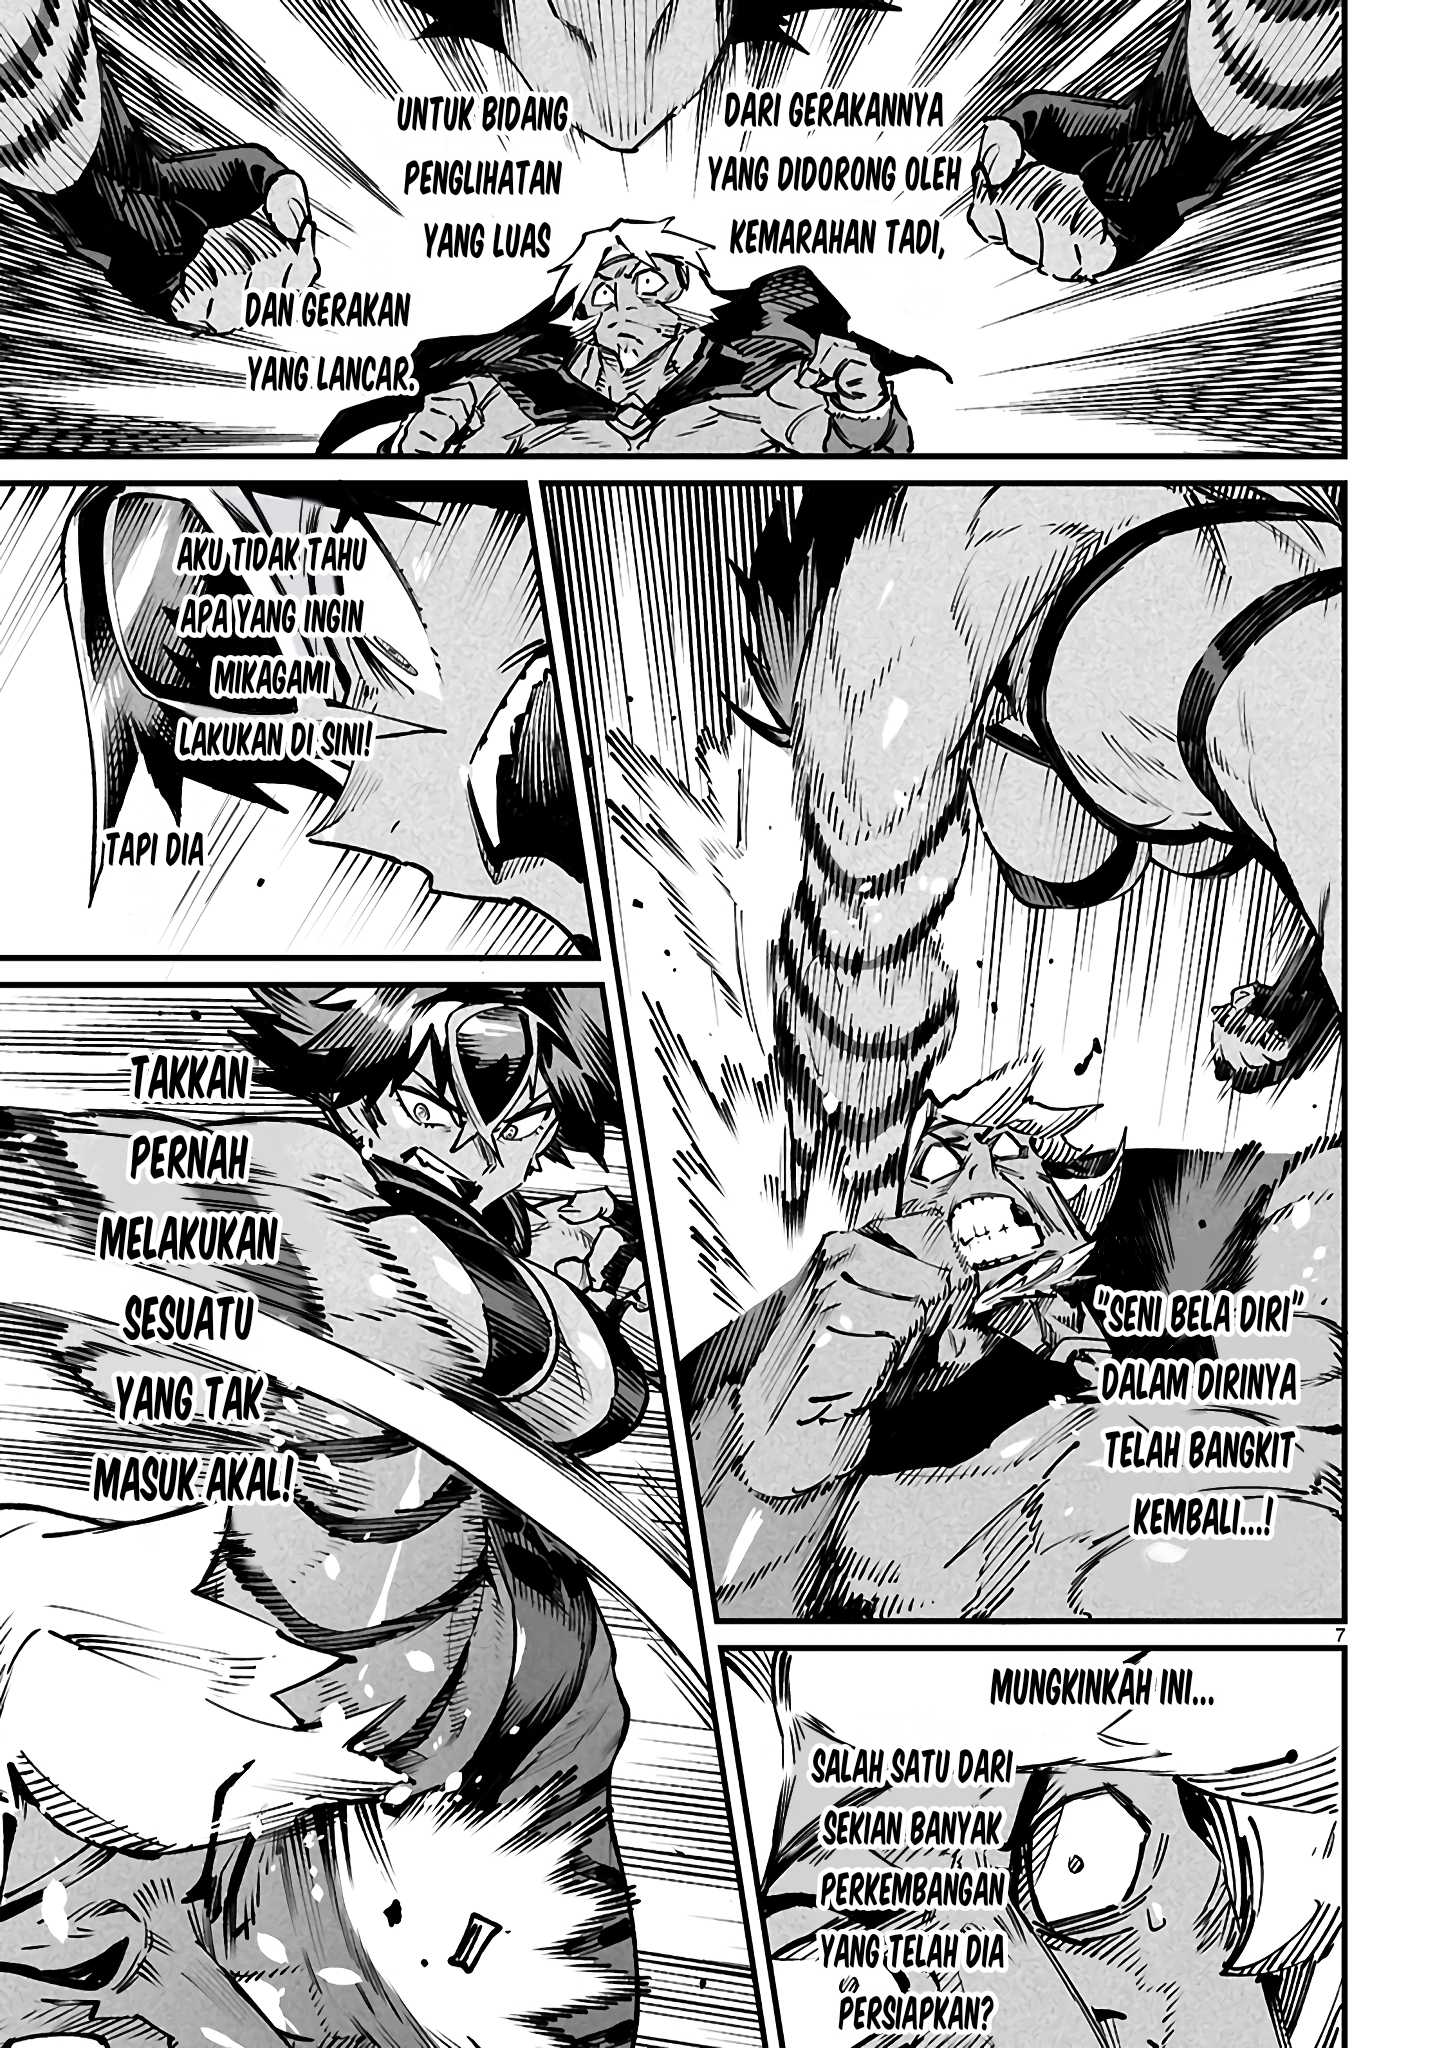 DARI GERAKANNYA
YANG DIDORONG OLEH
KEMARAHAN TADI,
UNTUK BIDANG
PENGLIHATAN
YANG LUAS
DAN GERAKAN
YANG LANCAR.
"SENI BELA DIRI"
DALAM DIRINYA
TELAH BANGKIT
KEMBALI...!
AKU TIDAK TAHU
APA YANG INGIN
MIKAGAMI
LAKUKAN DI SINI!
TAPI DIA
TAKKAN
PERNAH
MELAKUKAN
SESUATU
YANG TAK
MASUK AKAL!
7
MUNGKINKAH INI...
SALAH SATU DARI
SEKIAN BANYAK
PERKEMBANGAN
YANG TELAH DIA
PERSIAPKAN?